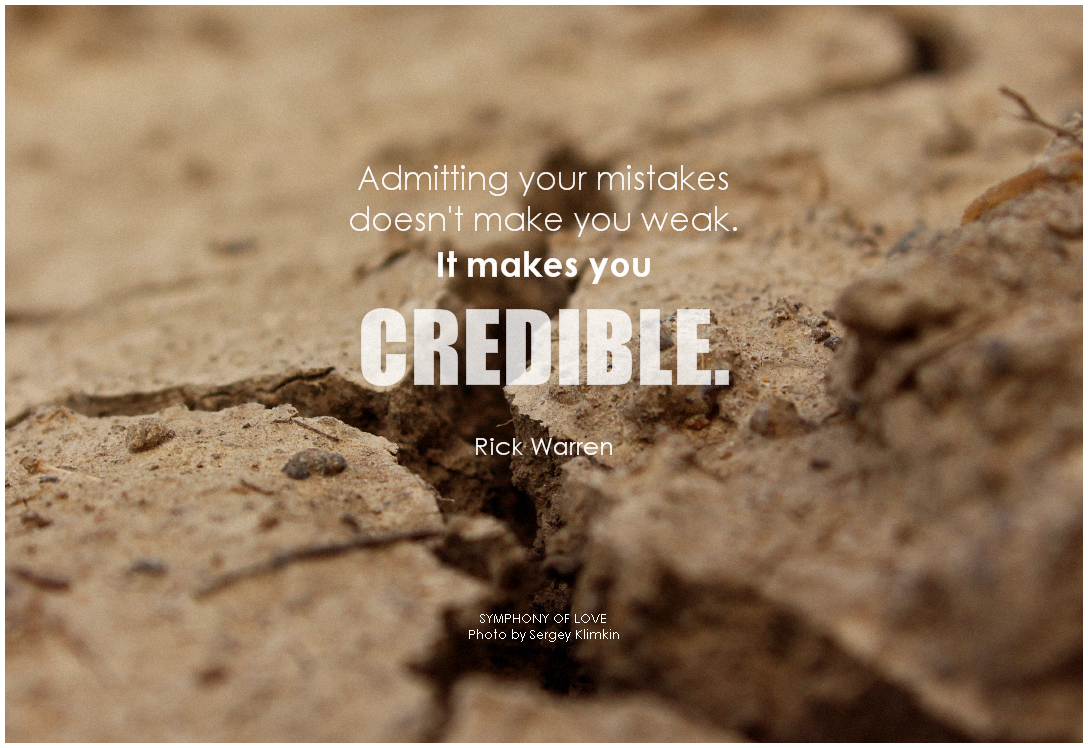 Admitting your mistakes
doesn't make you weak.
It makes you
CREDIBLE.
Rick Warren
SYMPHONY OF LOVE
Photo by Sergey Klimkin